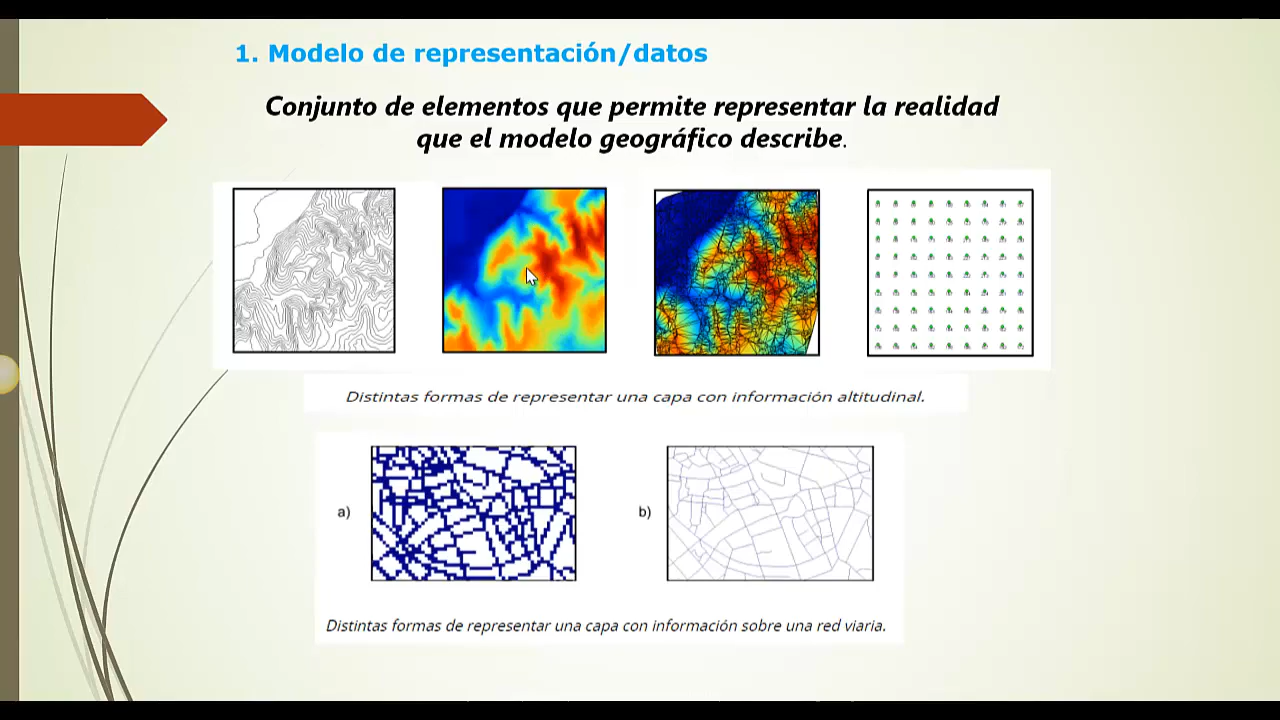 1. Modelo de representación/datos
Conjunto de elementos que permite representar la realidad
que el modelo geográfico describe.
Distintas formas de representar una capa con información altitudinal.
a)
b)
Distintas formas de representar una capa con información sobre una red viaria.